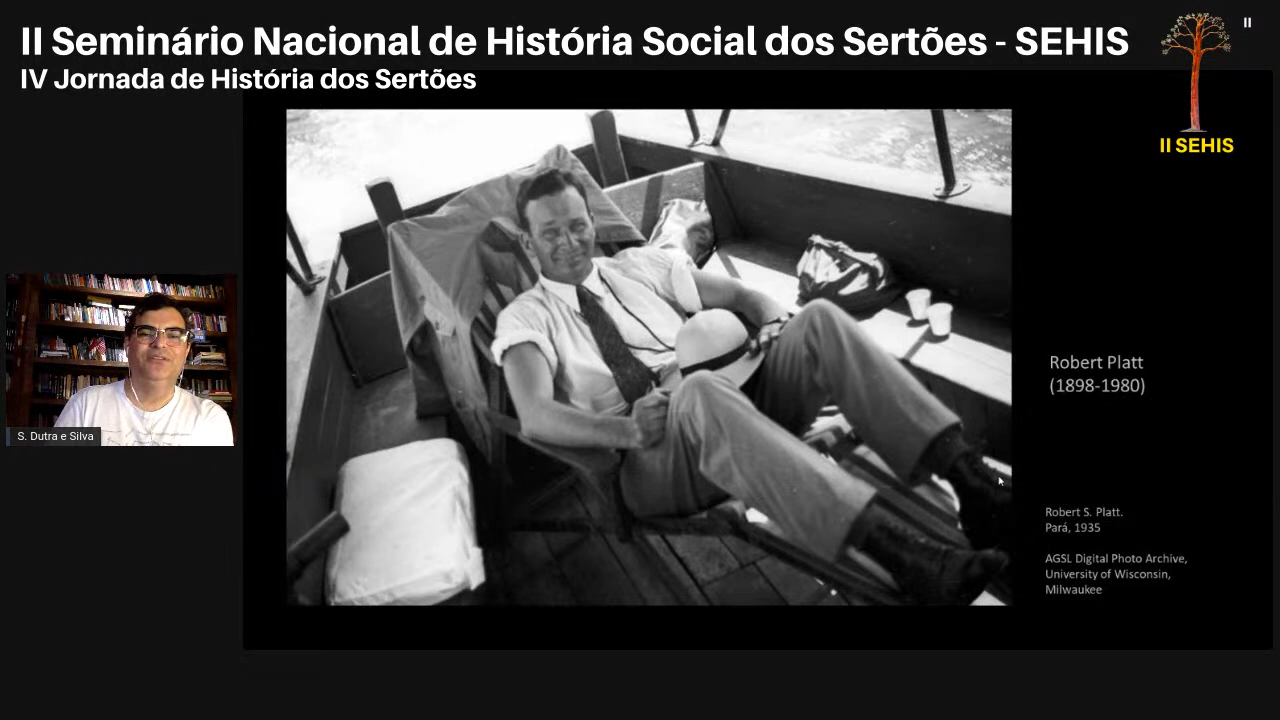 II Seminário Nacional de História Social dos Sertões - SEHIS
IV Jornada de História dos Sertões
II
II SEHIS
S. Dutra e Silva
Robert Platt
(1898-1980)
Robert S. Platt.
Pará, 1935
AGSL Digital Photo Archive,
University of Wisconsin,
Milwaukee